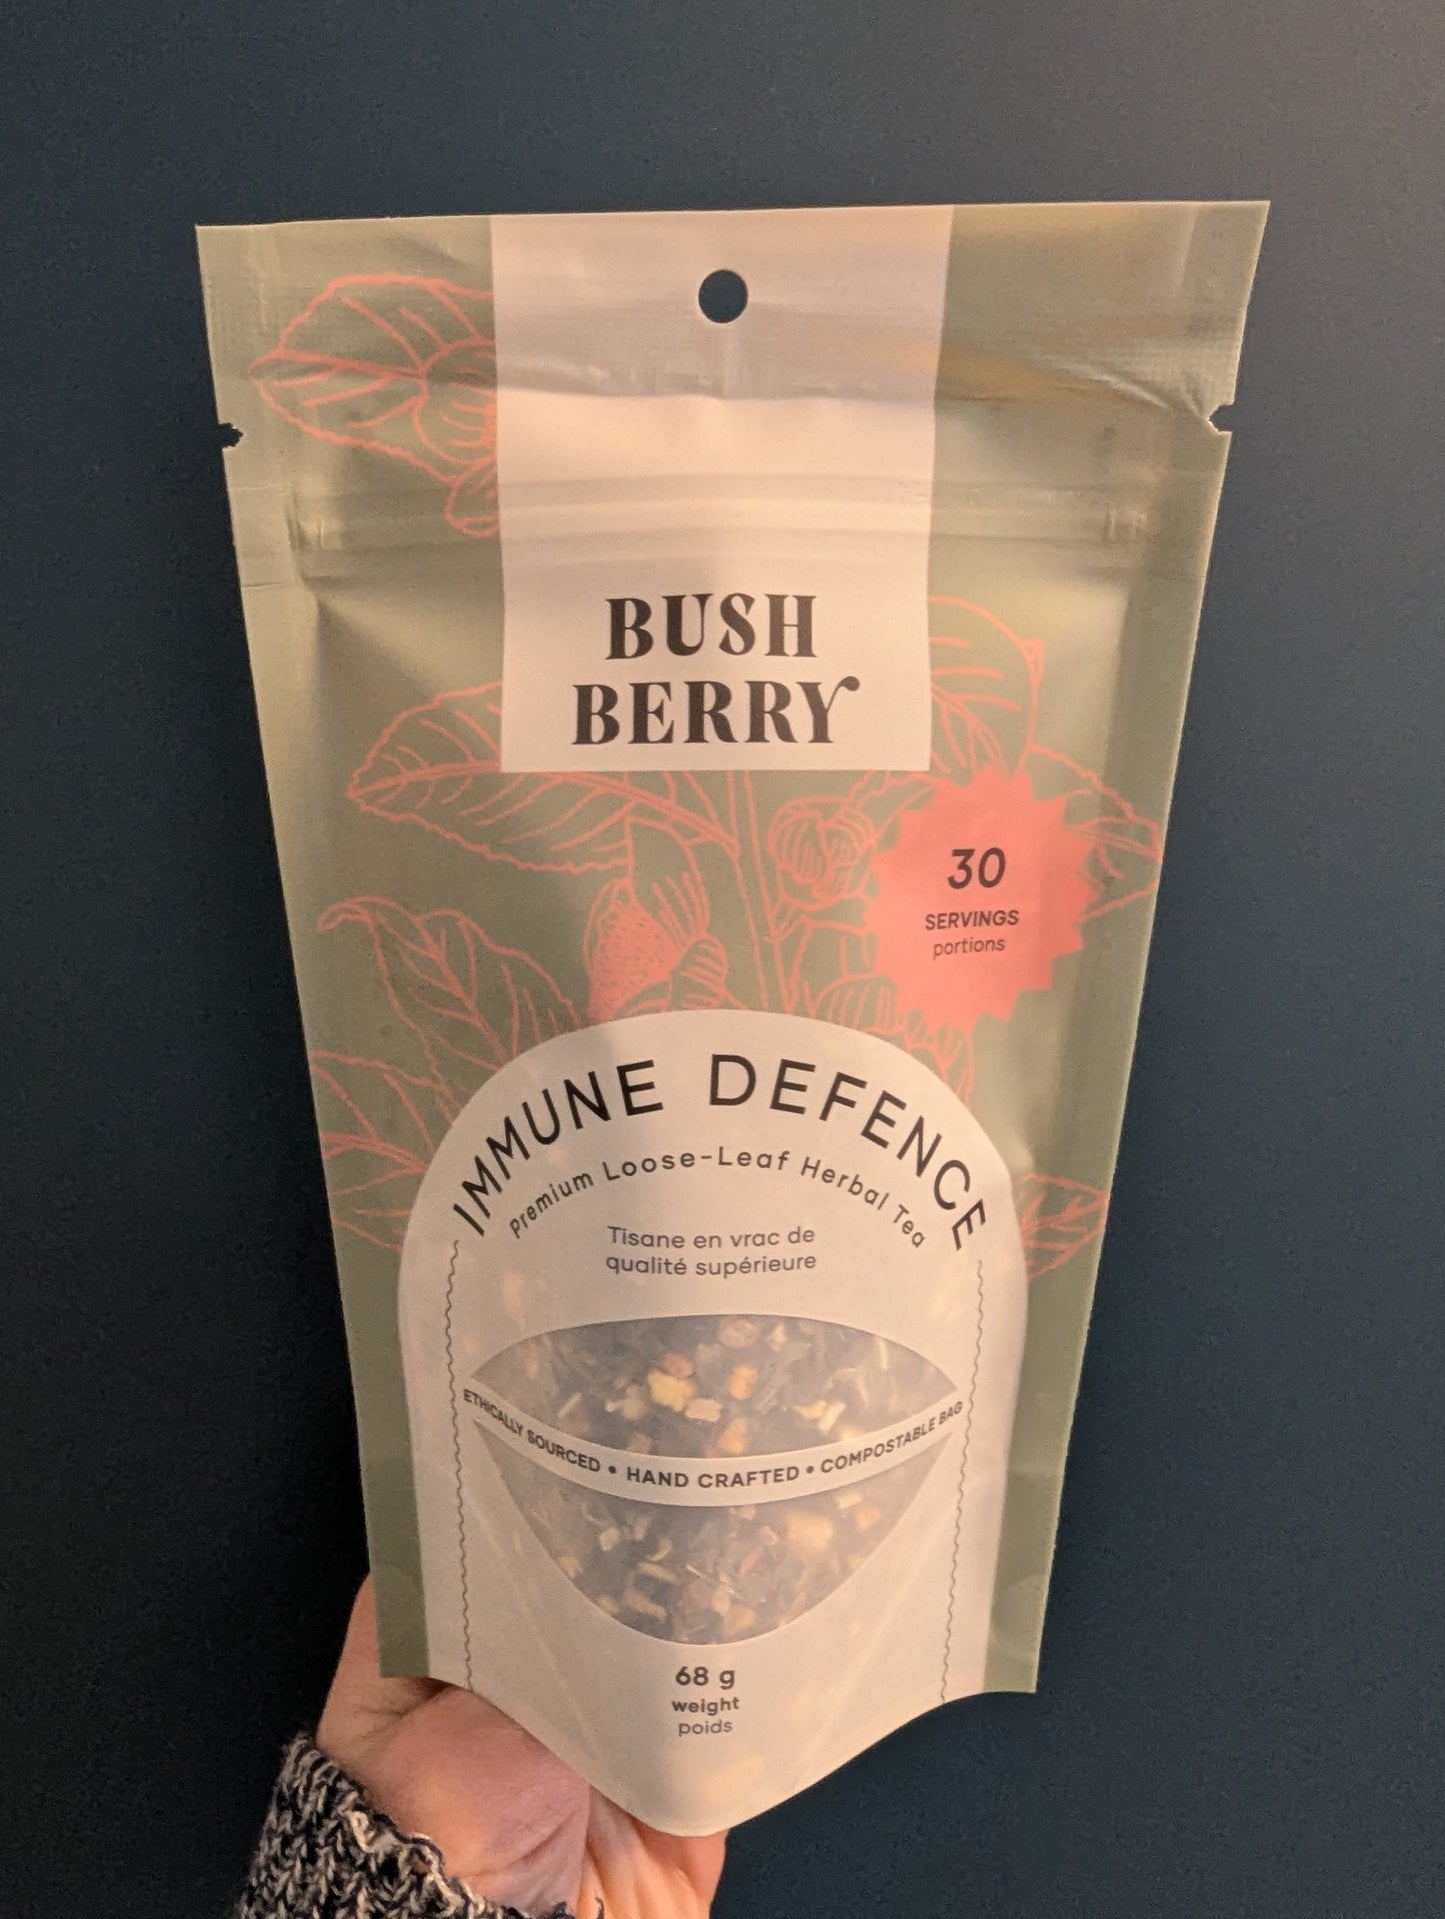 BUSH
BERRY
30
SERVINGS
portions
IMMUNE DEFENCE
Premium Loose-Leaf Herbal Tea
Tisane en vrac de
qualité supérieure
ETHICALLY SOURCED • HAND CRAFTED • COMPOSTABLE BAG
68 g
weight
poids